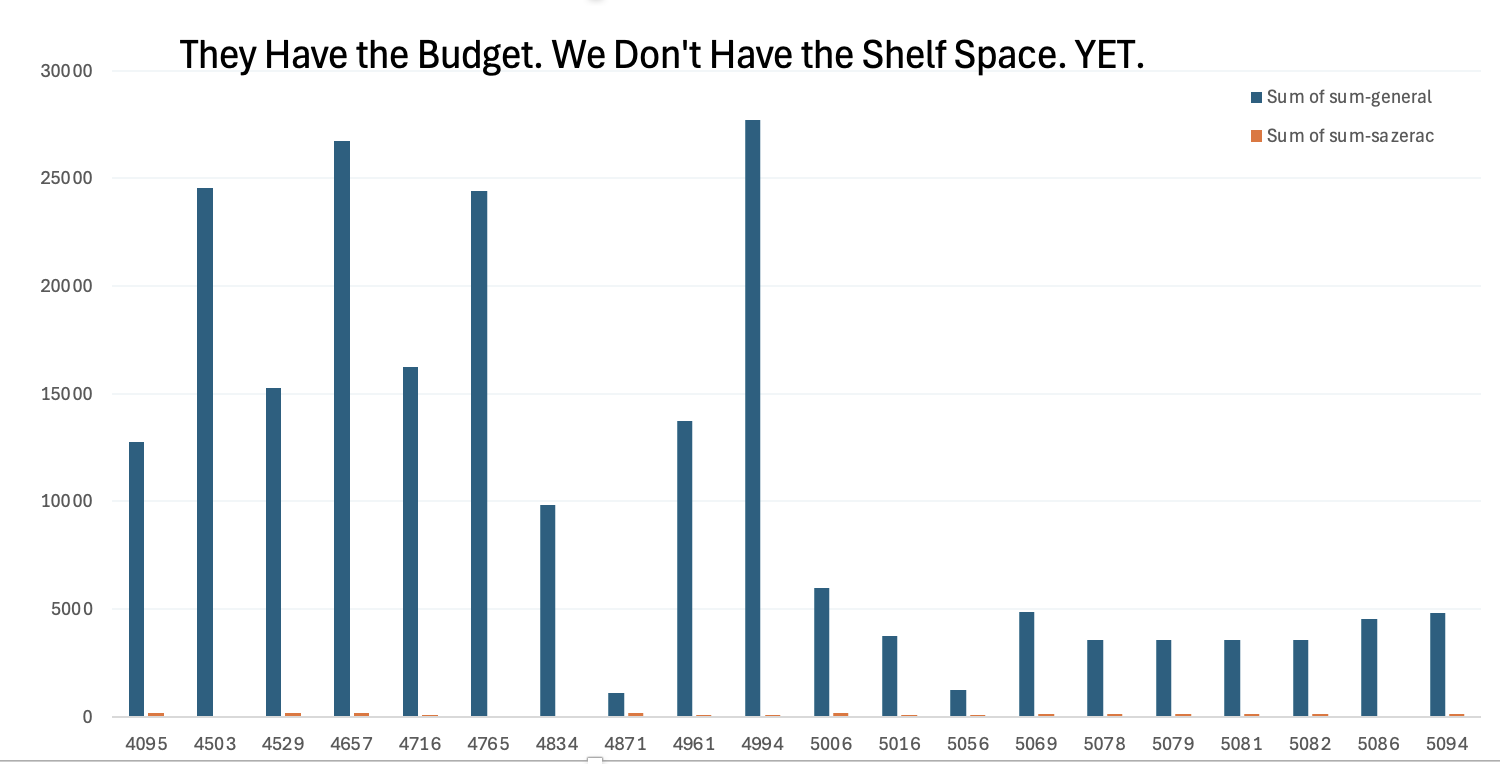 They Have the Budget. We Don't Have the Shelf Space. YET.
30000
Sum of sum-general
Sum of sum-sazerac
25000
20000
15000
10000
5000
0
4095 4503 4529 4657 4716 4765 4834 4871 4961 4994 5006 5016 5056 5069 5078 5079 5081 5082 5086 5094